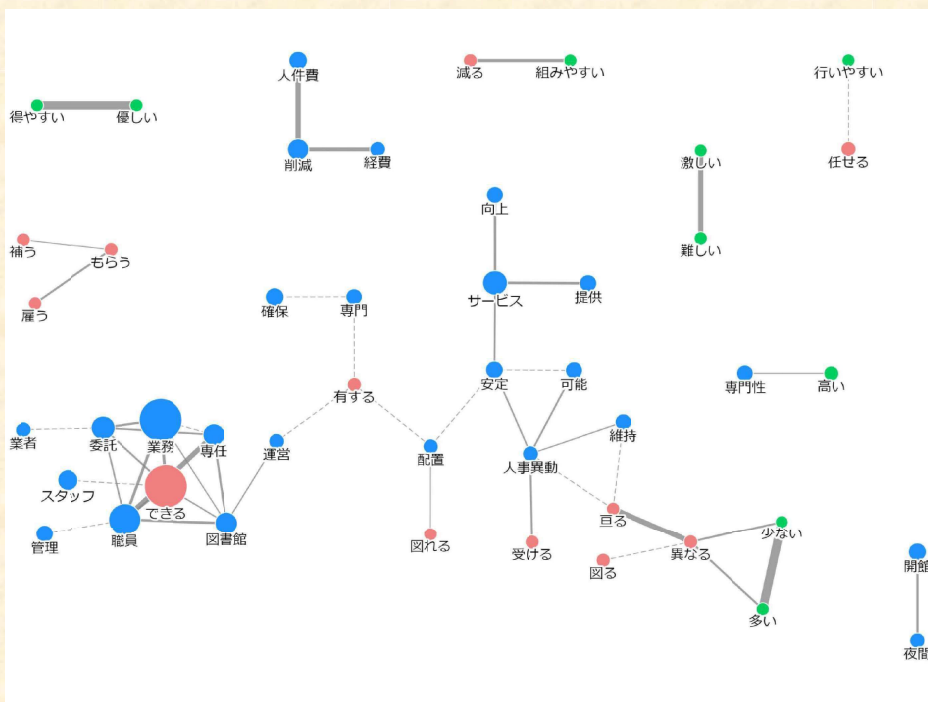 減る
組みやすい
行いやすい
人件費
得やすい
優しい
削減
経費
任せる
激しい
向上
補う
もらう
難しい
サービス
提供
確保
専門
雇う
安定
可能
専門性
高い
有する
業者
委託
業務
専任
運営
配置
維持
人事異動
スタッフ
できる
亘る
少ない
管理
職員
図書館
図れる
受ける
図る
異なる
開館
多い
夜間